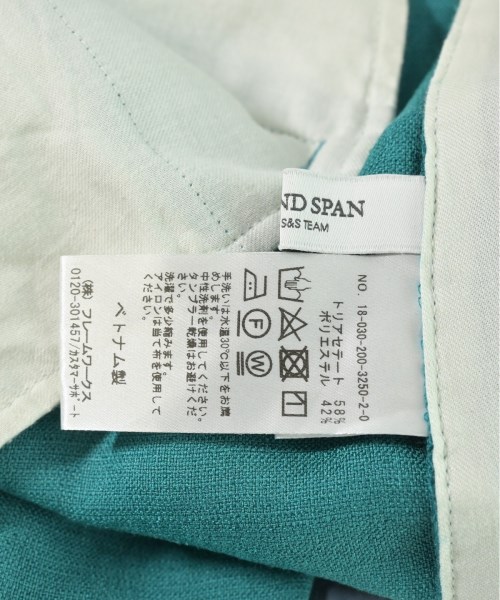 ND SPAN
S&S TEAM
NO. 18-030-200-3250-2-0
トリアセテート 58%
ポリエステル 42%
F
W
手洗いは水温30℃以下をお薦
めします。
中性洗剤を使用してください。
タンブラー乾燥はお避けくだ
さい。
洗濯で多少縮みます。
アイロンは当て布を使用して
ください。
ベトナム製
(株) フレームワークス
0120-301457/カスタマーサポート